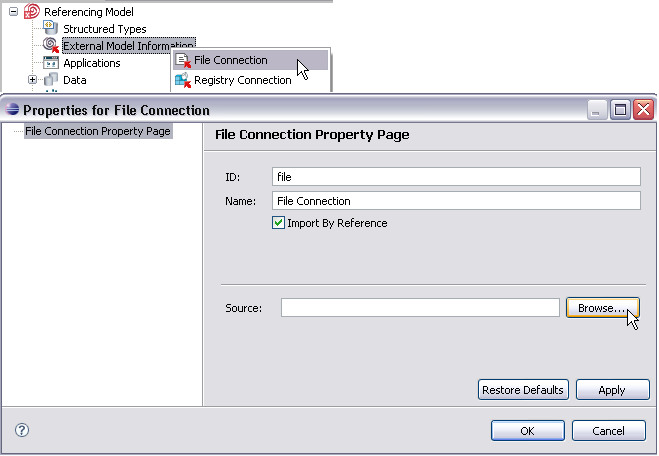 Referencing Model
Structured Types
External Model Information
File Connection
Applications
Registry Connection
Data
Properties for File Connection
File Connection Property Page
File Connection Property Page
ID: file
Name: File Connection
Import By Reference
Source: Browse...
Restore Defaults Apply
OK Cancel